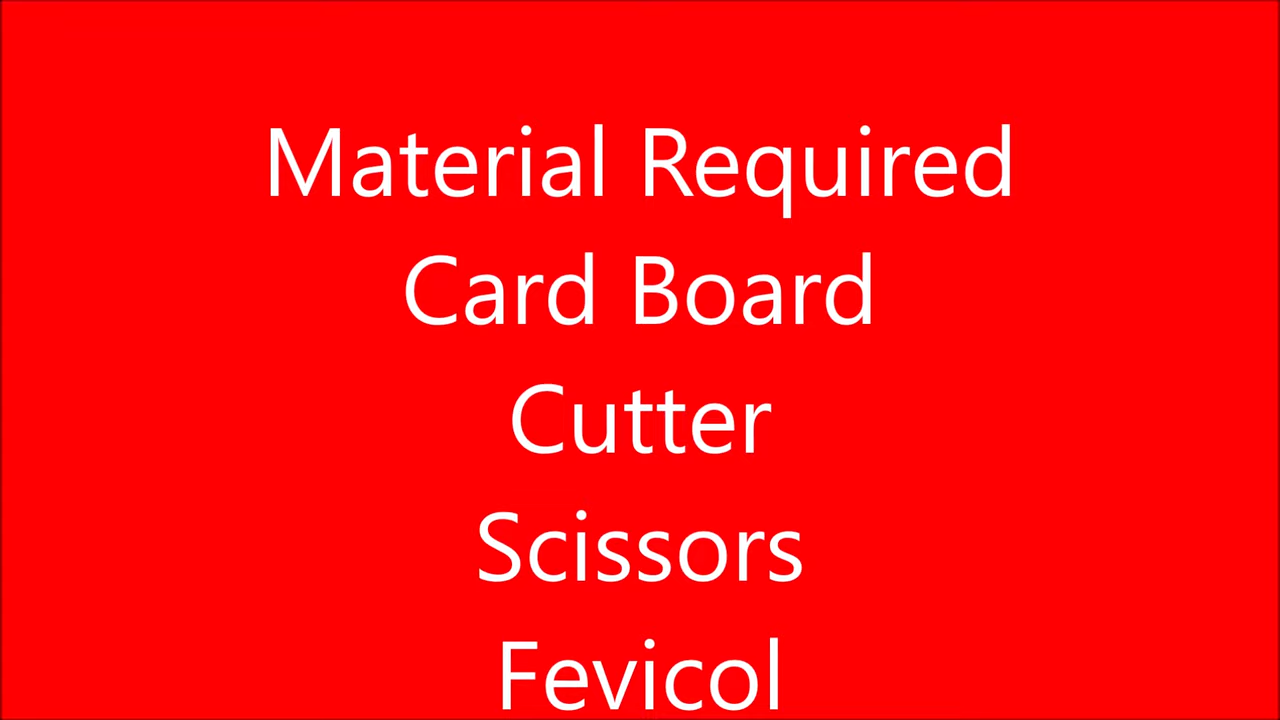 Material Required
Card Board
Cutter
Scissors
Fevicol